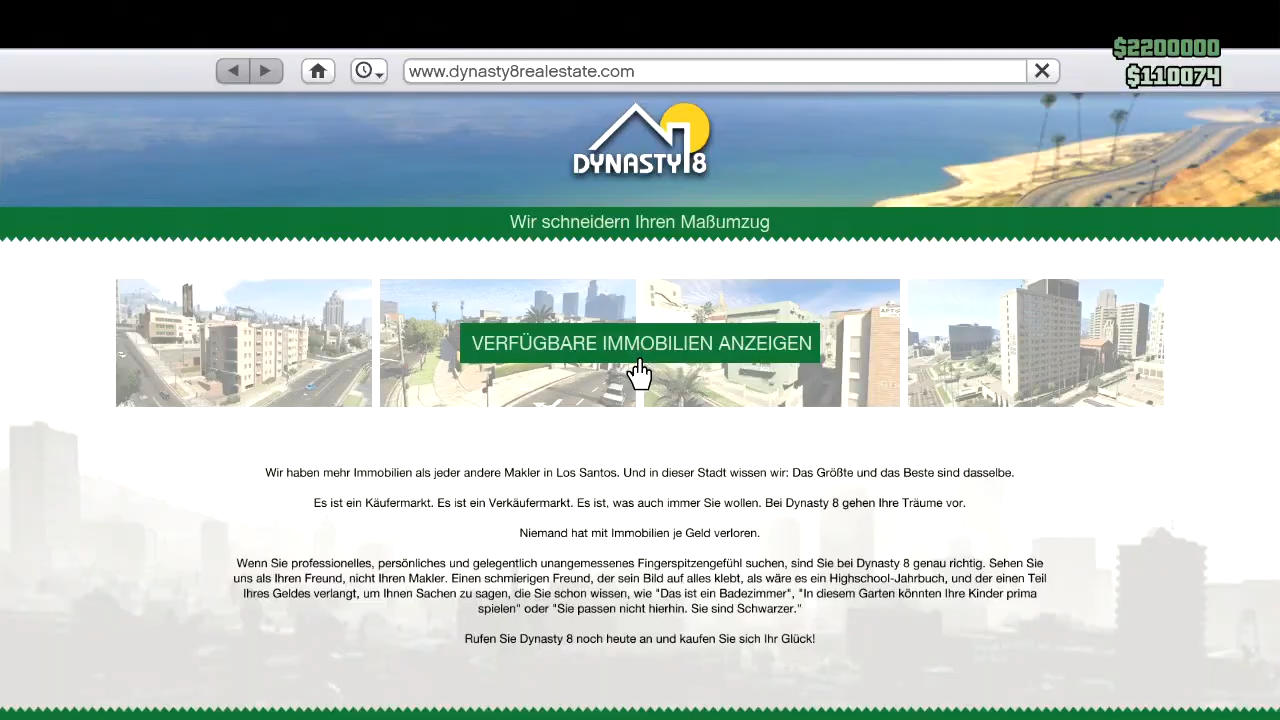 $2200000
www.dynasty8realestate.com
$110074
DYNASTY 8
Wir schneidern Ihren Maßumzug
VERFÜGBARE IMMOBILIEN ANZEIGEN
Wir haben mehr Immobilien als jeder andere Makler in Los Santos. Und in dieser Stadt wissen wir: Das Größte und das Beste sind dasselbe.
Es ist ein Käufermarkt. Es ist ein Verkäufermarkt. Es ist, was auch immer Sie wollen. Bei Dynasty 8 gehen Ihre Träume vor.
Niemand hat mit Immobilien je Geld verloren.
Wenn Sie professionelles, persönliches und gelegentlich unangemessenes Fingerspitzengefühl suchen, sind Sie bei Dynasty 8 genau richtig. Sehen Sie
uns als Ihren Freund, nicht Ihren Makler. Einen schmierigen Freund, der sein Bild auf alles klebt, als wäre es ein Highschool-Jahrbuch, und der einen Teil
Ihres Geldes verlangt, um Ihnen Sachen zu sagen, die Sie schon wissen, wie "Das ist ein Badezimmer", "In diesem Garten könnten Ihre Kinder prima
spielen" oder "Sie passen nicht hierhin. Sie sind Schwarzer."
Rufen Sie Dynasty 8 noch heute an und kaufen Sie sich Ihr Glück!